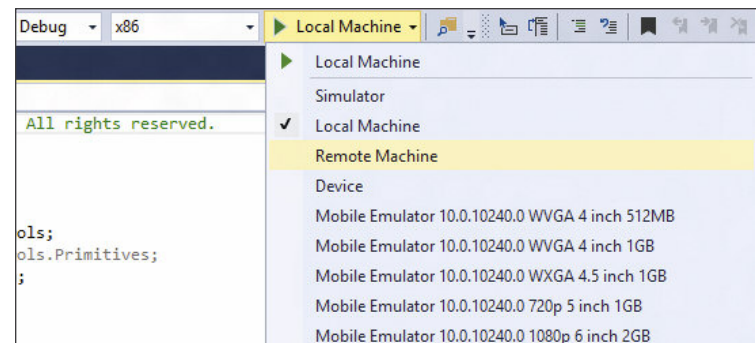 Debug x86 Local Machine
Local Machine
Simulator
All rights reserved.
Local Machine
Remote Machine
Device
Mobile Emulator 10.0.10240.0 WVGA 4 inch 512MB
ols;
Mobile Emulator 10.0.10240.0 WVGA 4 inch 1GB
ols.Primitives;
Mobile Emulator 10.0.10240.0 WXGA 4.5 inch 1GB
;
Mobile Emulator 10.0.10240.0 720p 5 inch 1GB
Mobile Emulator 10.0.10240.0 1080p 6 inch 2GB